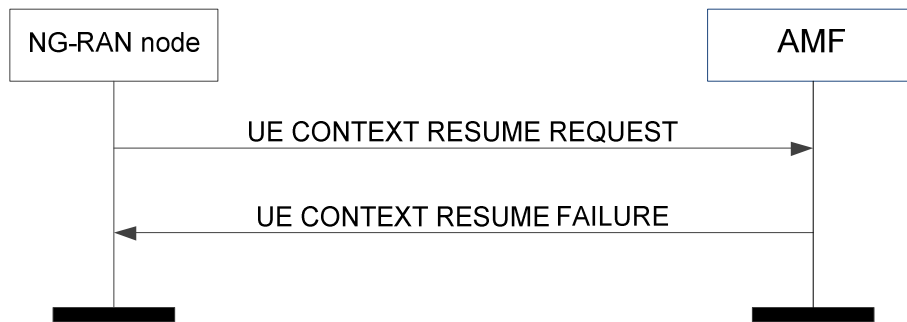 NG-RAN node
AMF
UE CONTEXT RESUME REQUEST
UE CONTEXT RESUME FAILURE